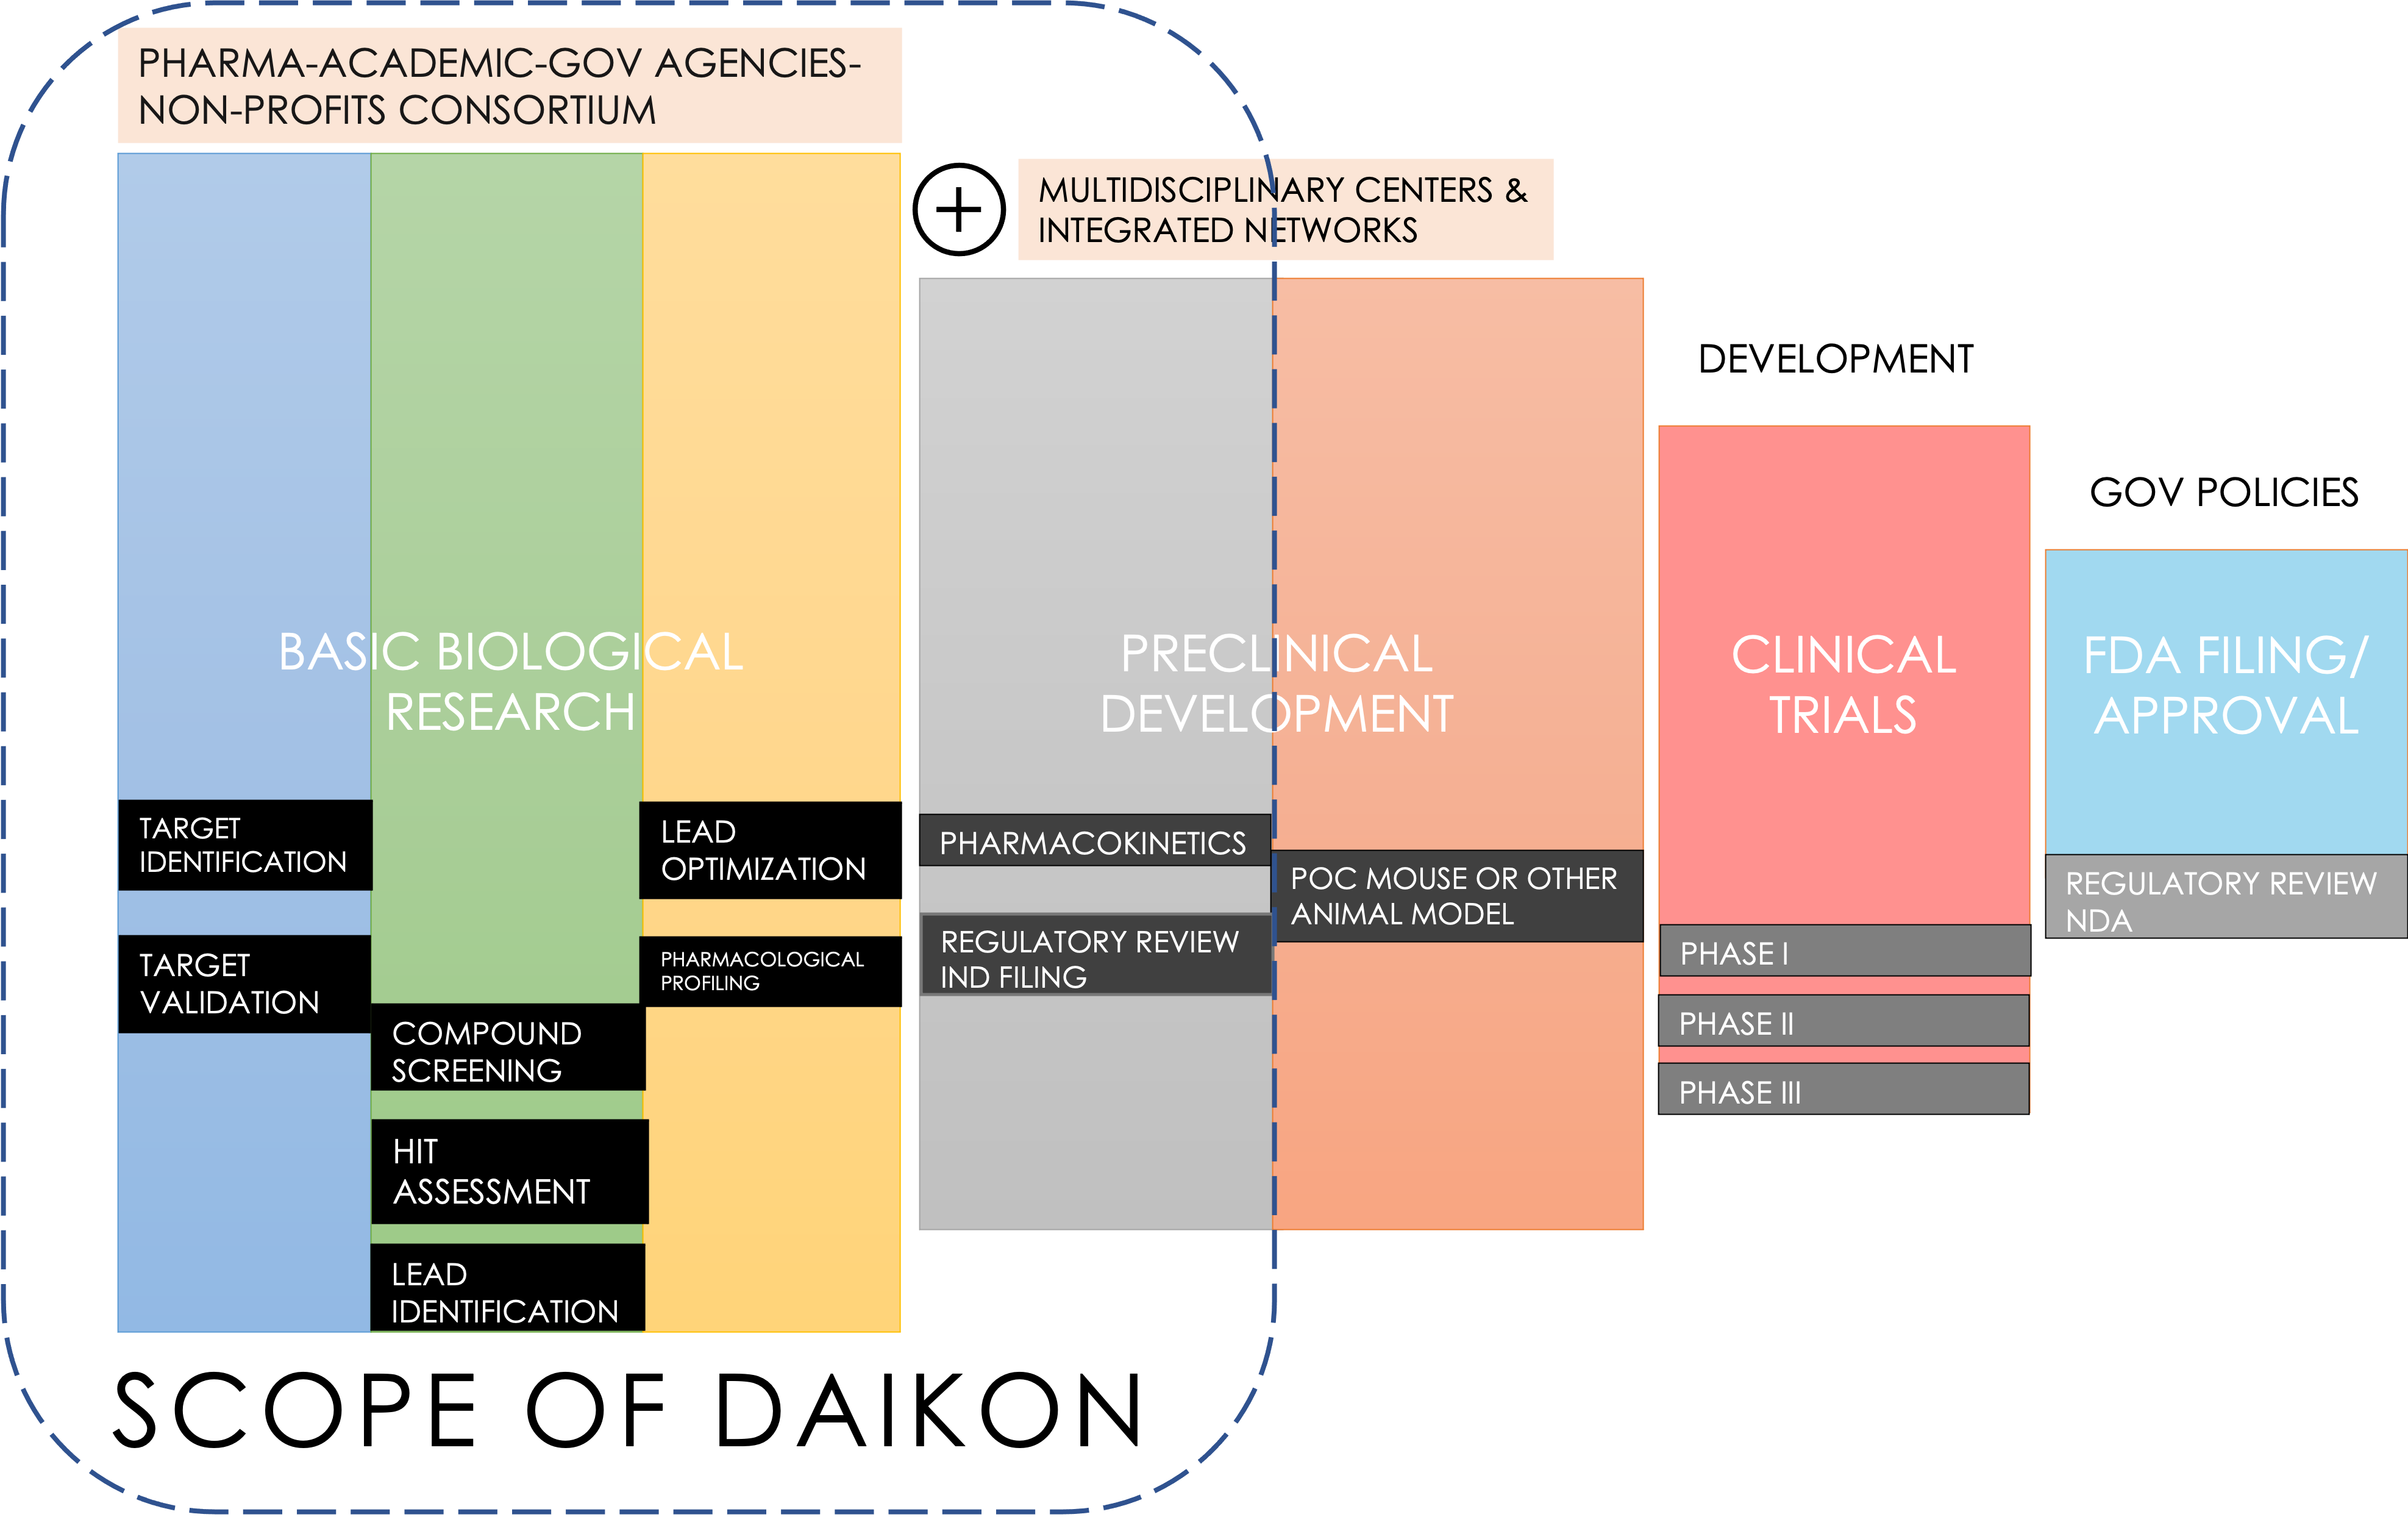 PHARMA-ACADEMIC-GOV AGENCIES-
NON-PROFITS CONSORTIUM
+
MULTIDISCIPLINARY CENTERS &
INTEGRATED NETWORKS
DEVELOPMENT
GOV POLICIES
BASIC BIOLOGICAL
RESEARCH
PRECLINICAL
DEVELOPMENT
CLINICAL
TRIALS
FDA FILING/
APPROVAL
TARGET
IDENTIFICATION
TARGET
VALIDATION
COMPOUND
SCREENING
HIT
ASSESSMENT
LEAD
IDENTIFICATION
LEAD
OPTIMIZATION
PHARMACOLOGICAL
PROFILING
PHARMACOKINETICS
REGULATORY REVIEW
IND FILING
POC MOUSE OR OTHER
ANIMAL MODEL
PHASE I
PHASE II
PHASE III
REGULATORY REVIEW
NDA
SCOPE OF DAIKON